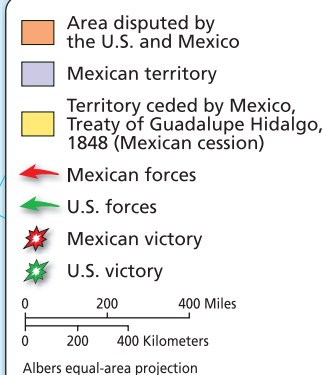 Area disputed by
the U.S. and Mexico
Mexican territory
Territory ceded by Mexico,
Treaty of Guadalupe Hidalgo,
1848 (Mexican cession)
Mexican forces
U.S. forces
Mexican victory
U.S. victory
0 200 400 Miles
0 200 400 Kilometers
Albers equal-area projection